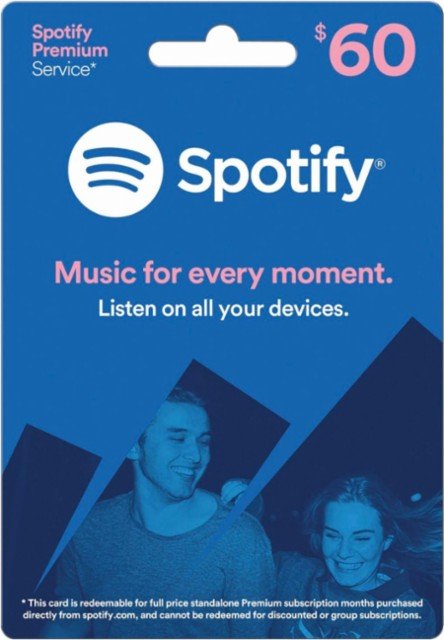 Spotify
Premium
Service*
$60
Spotify®
Music for every moment.
Listen on all your devices.
* This card is redeemable for full price standalone Premium subscription months purchased
directly from spotify.com, and cannot be redeemed for discounted or group subscriptions.